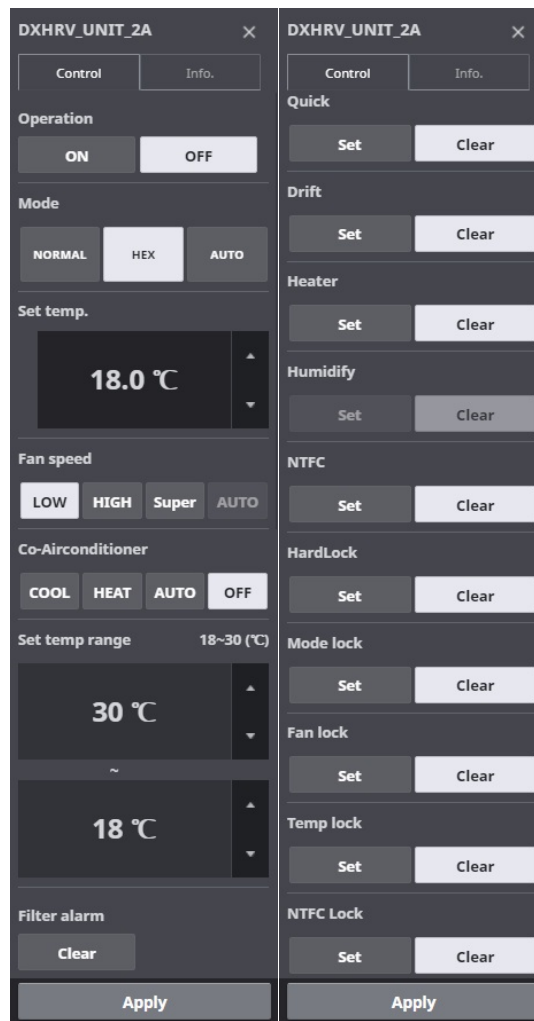 DXHRV_UNIT_2A ×
Control Info.
Operation
ON OFF
Mode
NORMAL HEX AUTO
Set temp.
18.0 ℃
Fan speed
LOW HIGH Super AUTO
Co-Airconditioner
COOL HEAT AUTO OFF
Set temp range 18~30 (℃)
30 ℃
~
18 ℃
Filter alarm
Clear
Apply
DXHRV_UNIT_2A ×
Control Info.
Quick
Set Clear
Drift
Set Clear
Heater
Set Clear
Humidify
Set Clear
NTFC
Set Clear
HardLock
Set Clear
Mode lock
Set Clear
Fan lock
Set Clear
Temp lock
Set Clear
NTFC Lock
Set Clear
Apply